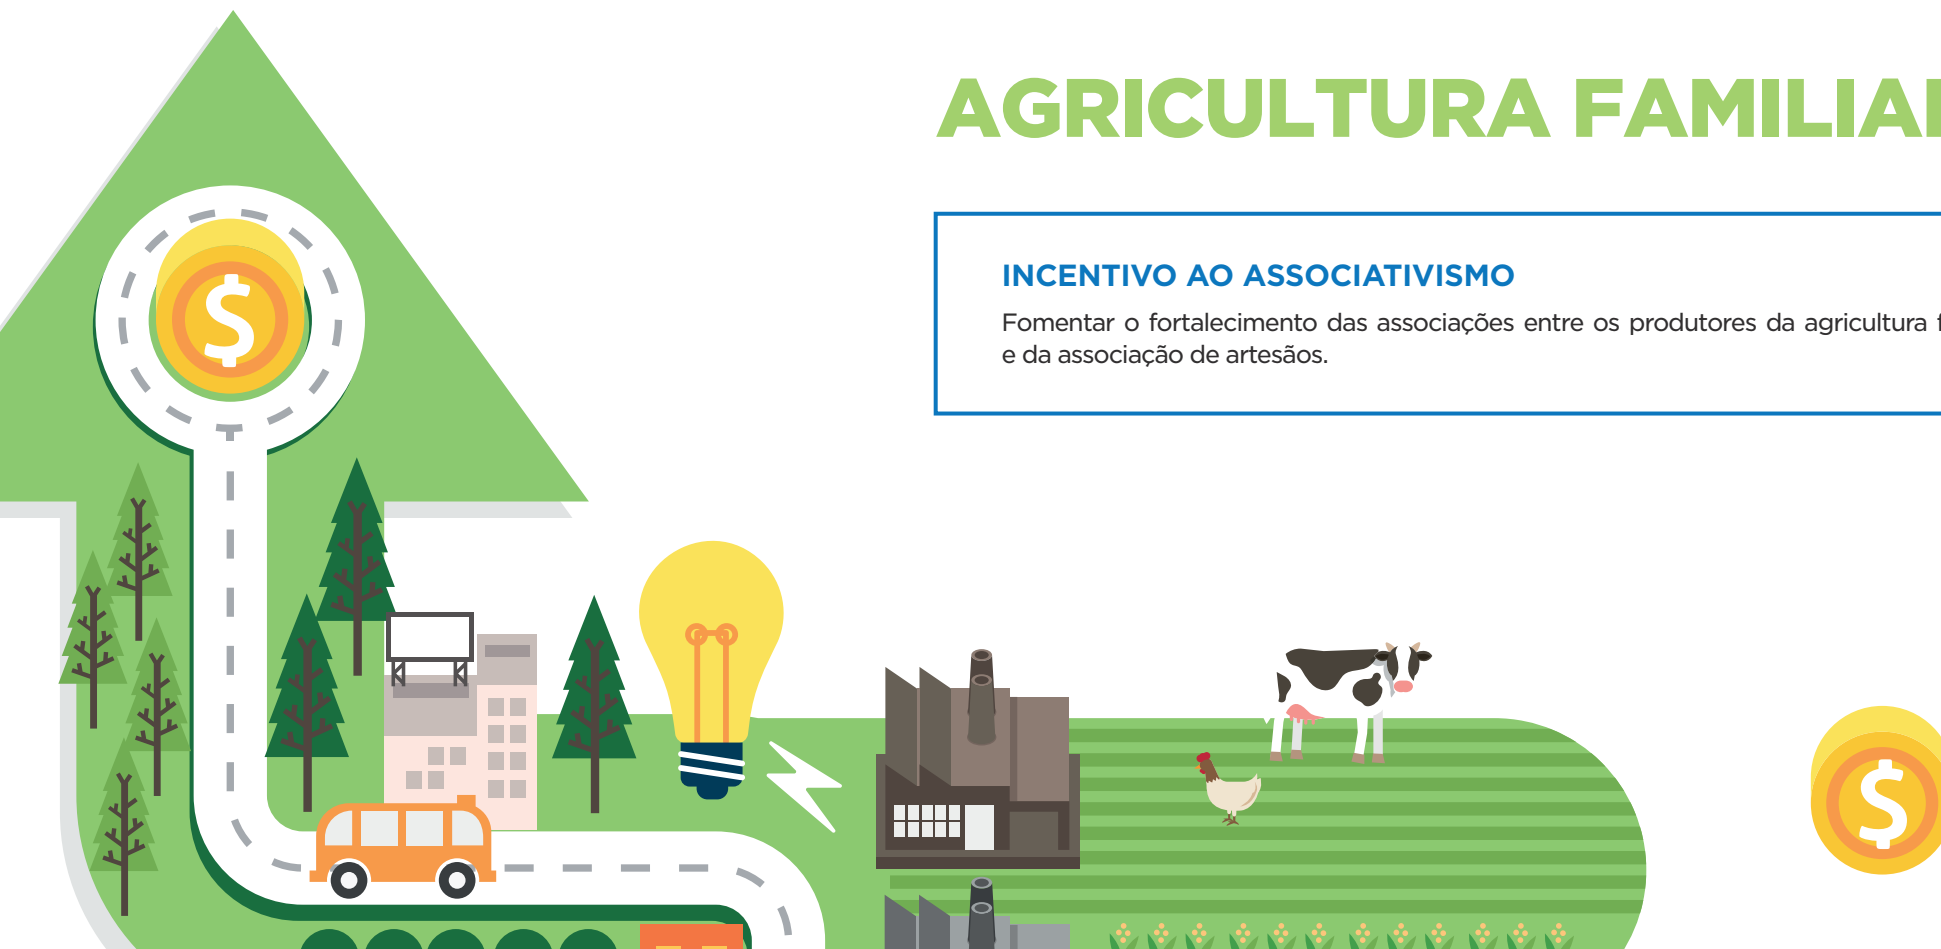 AGRICULTURA FAMILIA
INCENTIVO AO ASSOCIATIVISMO
Fomentar o fortalecimento das associações entre os produtores da agricultura
e da associação de artesãos.
$
$